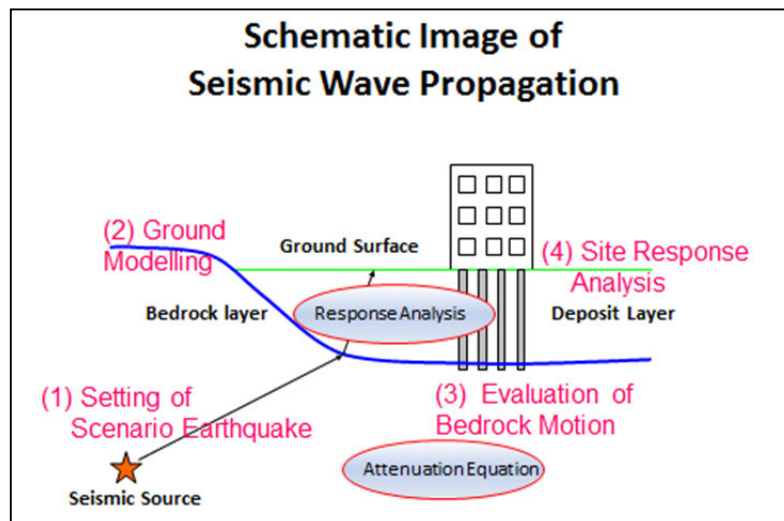 Schematic Image of
Seismic Wave Propagation
(2) Ground
Modelling
Ground Surface
(4) Site Response
Analysis
Bedrock layer
Response Analysis
Deposit Layer
(1) Setting of
Scenario Earthquake
(3) Evaluation of
Bedrock Motion
Attenuation Equation
Seismic Source